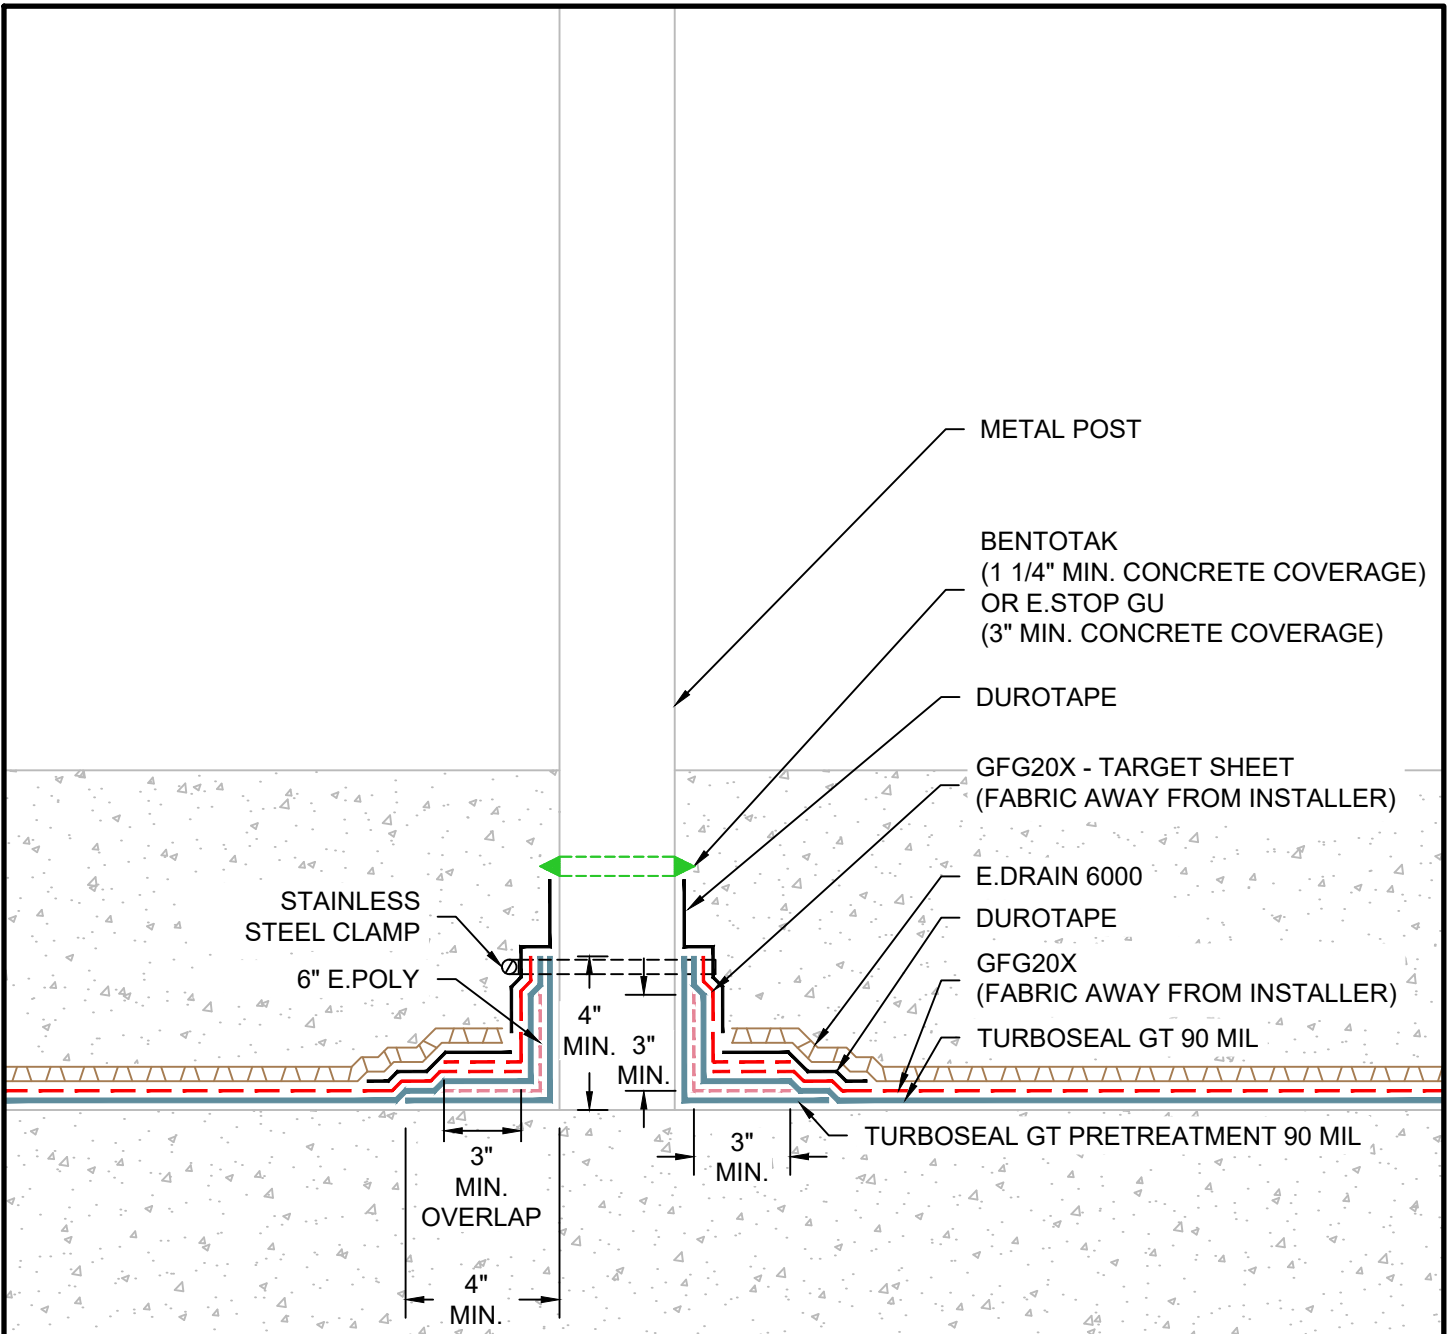 METAL POST
BENTOTAK
(1 1/4" MIN. CONCRETE COVERAGE)
OR E.STOP GU
(3" MIN. CONCRETE COVERAGE)
DUROTAPE
GFG20X - TARGET SHEET
(FABRIC AWAY FROM INSTALLER)
E.DRAIN 6000
DUROTAPE
GFG20X
(FABRIC AWAY FROM INSTALLER)
TURBOSEAL GT 90 MIL
TURBOSEAL GT PRETREATMENT 90 MIL
STAINLESS
STEEL CLAMP
6" E.POLY
4"
MIN.
3"
MIN.
3"
MIN.
OVERLAP
3"
MIN.
4"
MIN.